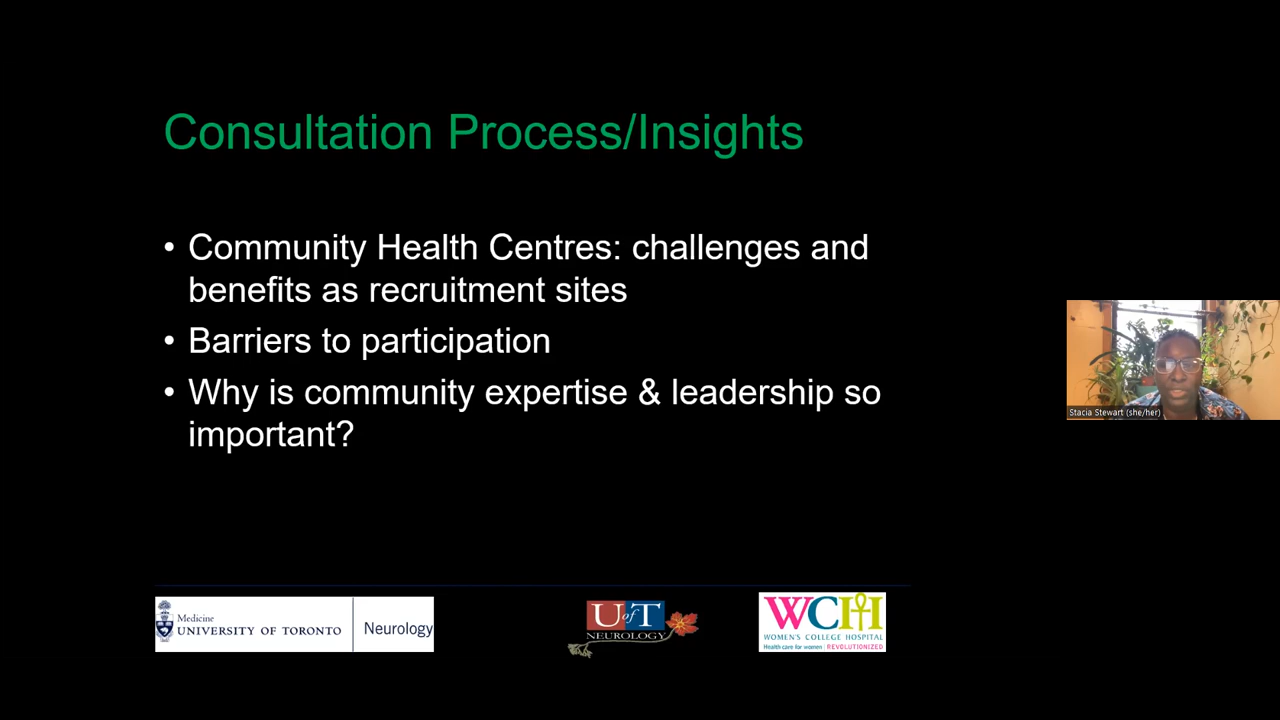 Consultation Process/Insights
• Community Health Centres: challenges and
benefits as recruitment sites
• Barriers to participation
• Why is community expertise & leadership so
important?
Stacia Stewart (she/her)
Medicine
UNIVERSITY OF TORONTO
Neurology
U of T
NEUROLOGY
WCH
WOMEN'S COLLEGE HOSPITAL
Health care for women | REVOLUTIONIZED